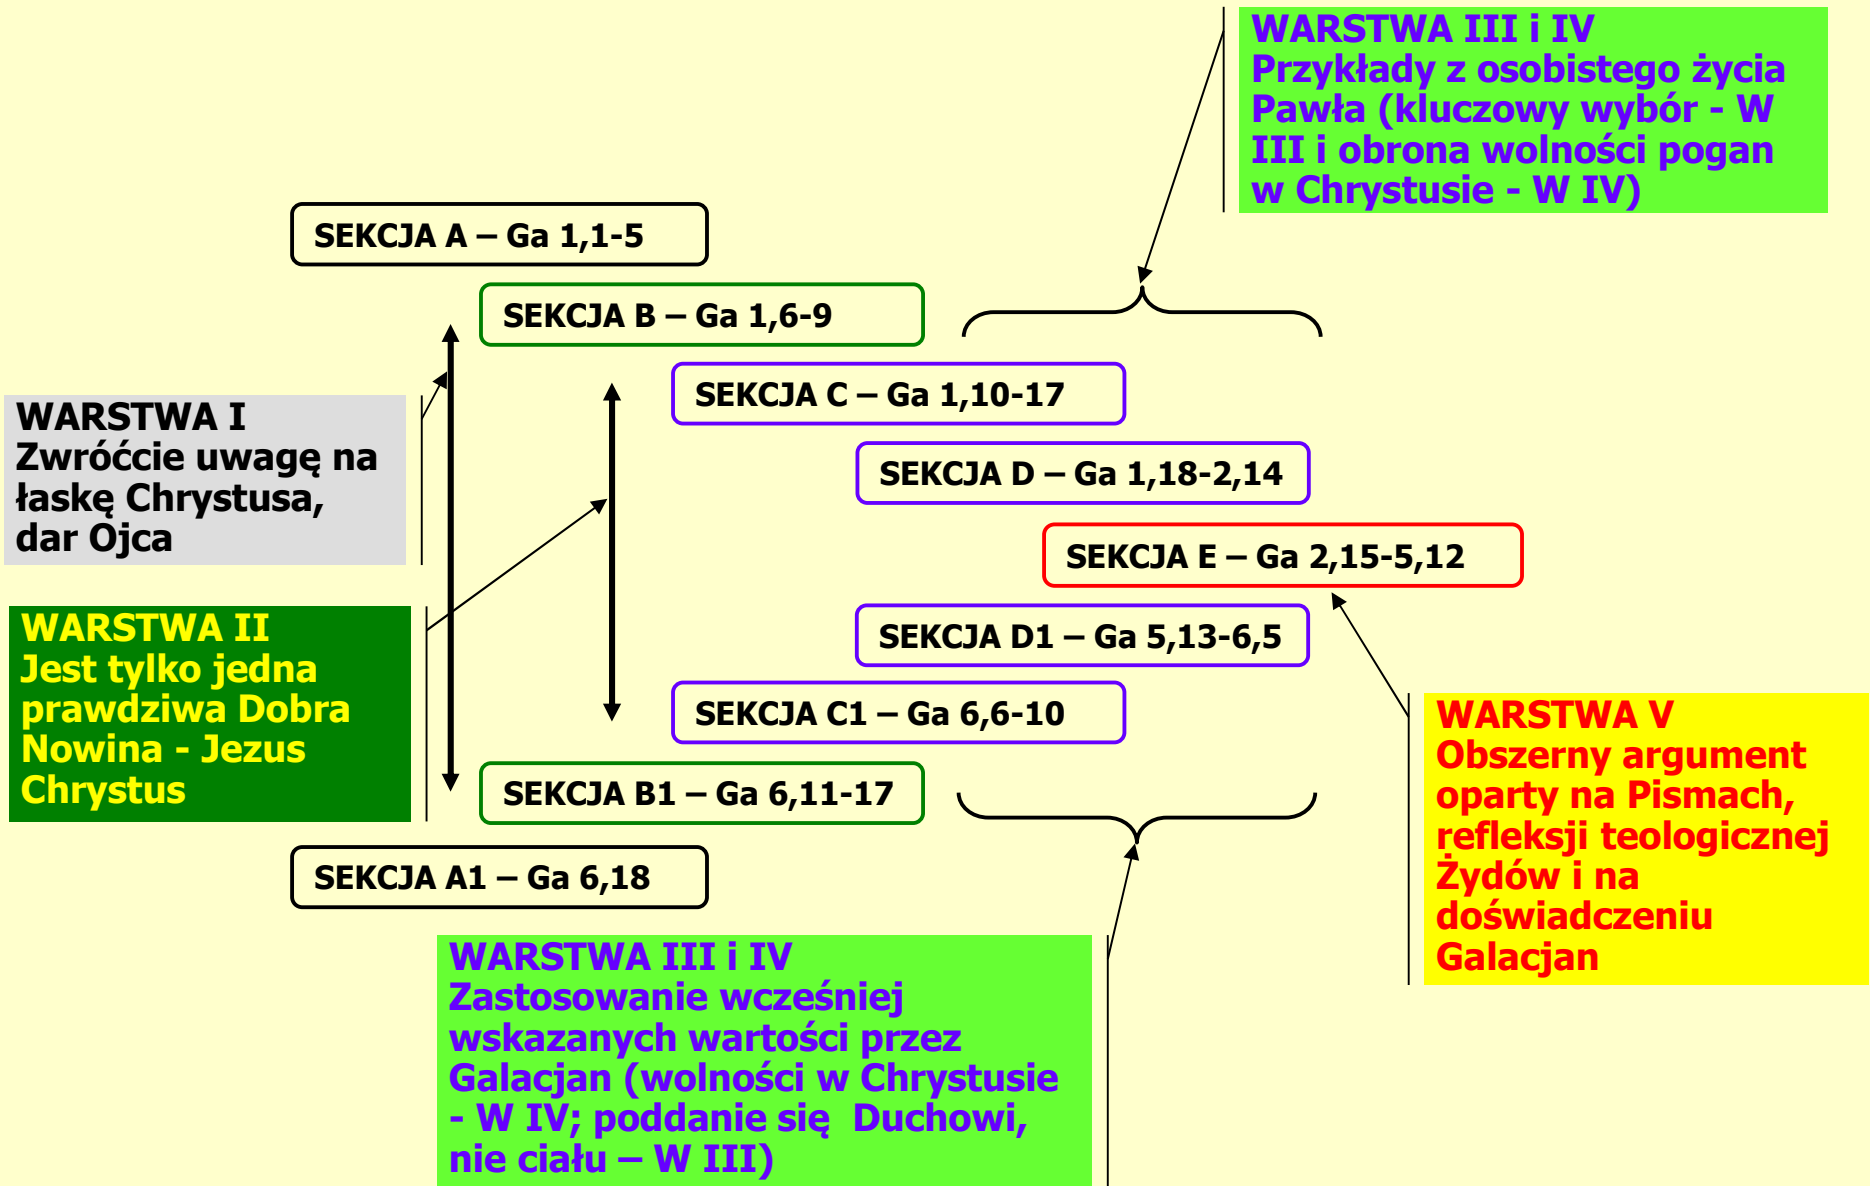 WARSTWA III i IV
Przykłady z osobistego życia
Pawła (kluczowy wybór - W
III i obrona wolności pogan
w Chrystusie - W IV)
SEKCJA A – Ga 1,1-5
SEKCJA B – Ga 1,6-9
SEKCJA C – Ga 1,10-17
WARSTWA I
Zwróćcie uwagę na
łaskę Chrystusa,
dar Ojca
SEKCJA D – Ga 1,18-2,14
SEKCJA E – Ga 2,15-5,12
WARSTWA II
Jest tylko jedna
prawdziwa Dobra
Nowina - Jezus
Chrystus
SEKCJA D1 – Ga 5,13-6,5
SEKCJA C1 – Ga 6,6-10
SEKCJA B1 – Ga 6,11-17
WARSTWA V
Obszerny argument
oparty na Pismach,
refleksji teologicznej
Żydów i na
doświadczeniu
Galacjan
SEKCJA A1 – Ga 6,18
WARSTWA III i IV
Zastosowanie wcześniej
wskazanych wartości przez
Galacjan (wolności w Chrystusie
- W IV; poddanie się  Duchowi,
nie ciału – W III)